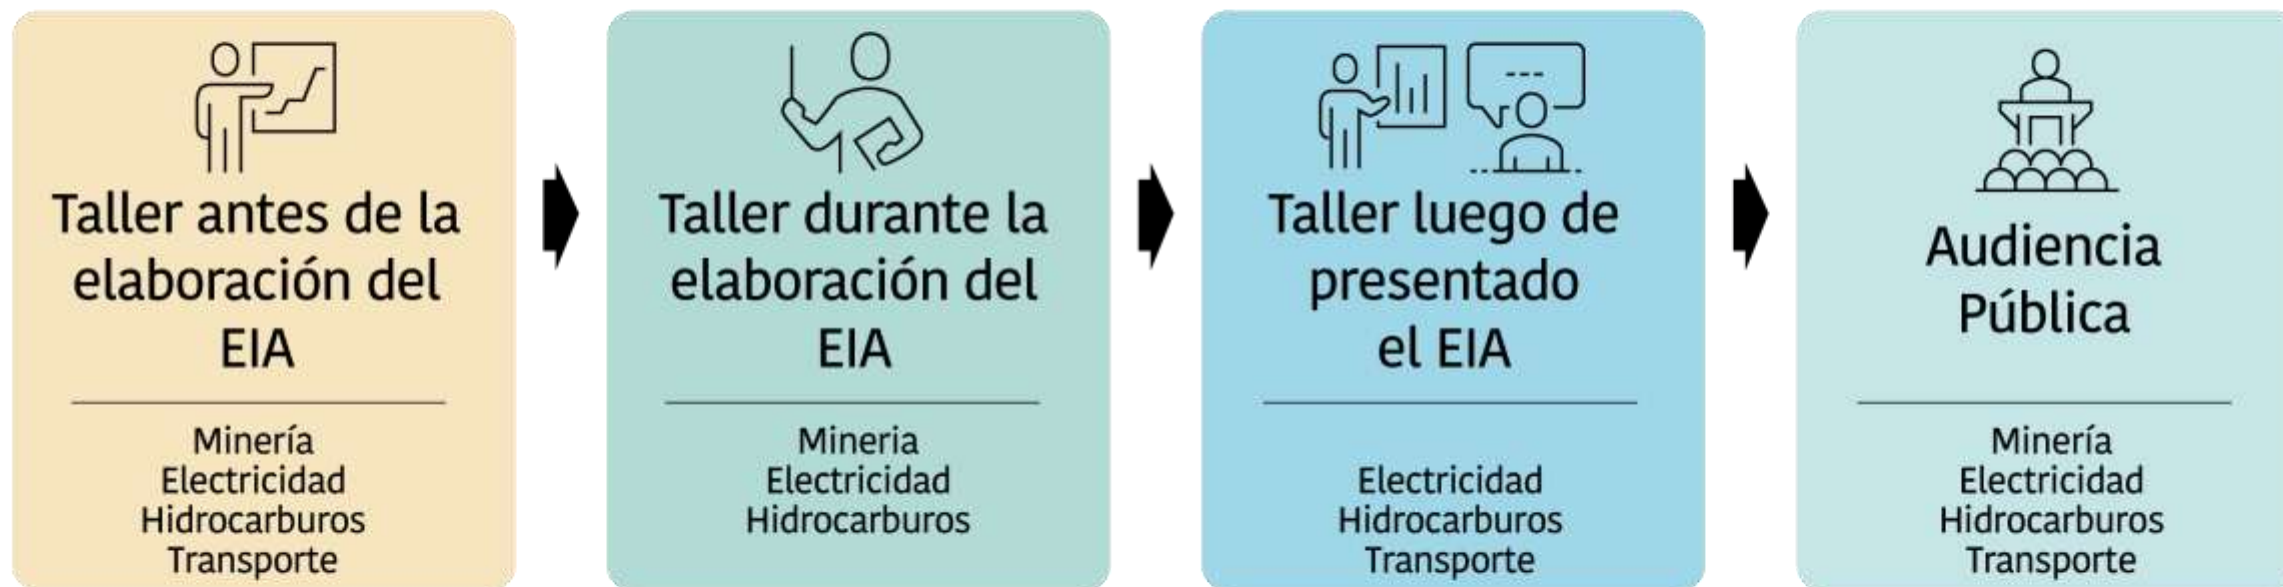 Taller antes de la
elaboración del
EIA
Minería
Electricidad
Hidrocarburos
Transporte
Taller durante la
elaboración del
EIA
Mineria
Electricidad
Hidrocarburos
Taller luego de
presentado
el EIA
Electricidad
Hidrocarburos
Transporte
Audiencia
Pública
Minería
Electricidad
Hidrocarburos
Transporte